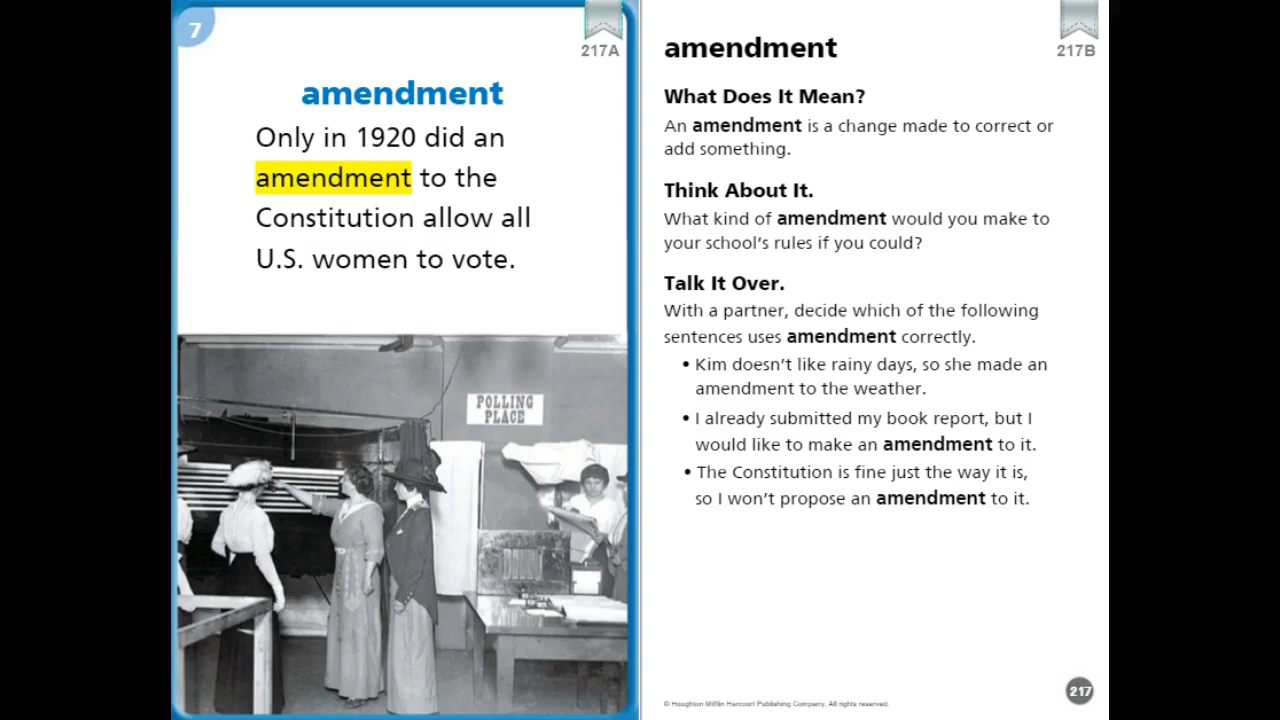 7
217A
amendment
Only in 1920 did an
amendment to the
Constitution allow all
U.S. women to vote.
POLLING
PLACE
217B
amendment
What Does It Mean?
An amendment is a change made to correct or
add something.
Think About It.
What kind of amendment would you make to
your school’s rules if you could?
Talk It Over.
With a partner, decide which of the following
sentences uses amendment correctly.
• Kim doesn’t like rainy days, so she made an
amendment to the weather.
• I already submitted my book report, but I
would like to make an amendment to it.
• The Constitution is fine just the way it is,
so I won’t propose an amendment to it.
© Houghton Mifflin Harcourt Publishing Company. All rights reserved.
217